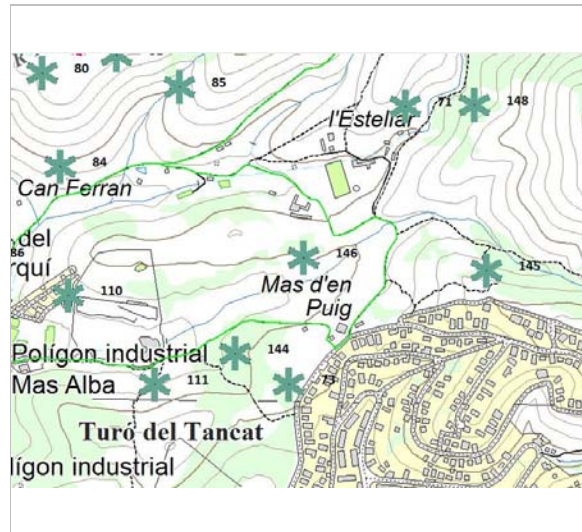 80
85
l'Esteliar
71
148
84
Can Ferran
del
rquí
86
110
146
145
Mas d'en
Puig
Polígon industrial
144
Mas Alba
111
73
Turó del Tancat
lígon industrial